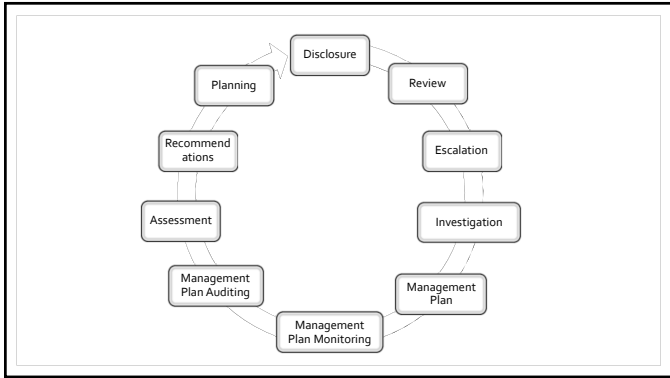 Disclosure
Review
Escalation
Investigation
Management
Plan
Management
Plan Monitoring
Management
Plan Auditing
Assessment
Recommend
ations
Planning